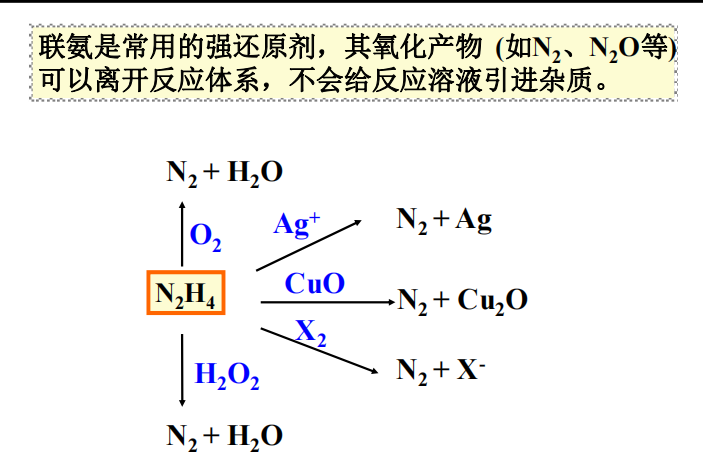 联氨是常用的强还原剂，其氧化产物 (如N₂、N₂O等)
可以离开反应体系，不会给反应溶液引进杂质。
N₂ + H₂O
O₂
Ag⁺
N₂ + Ag
N₂H₄
CuO
N₂ + Cu₂O
X₂
N₂ + X⁻
H₂O₂
N₂ + H₂O